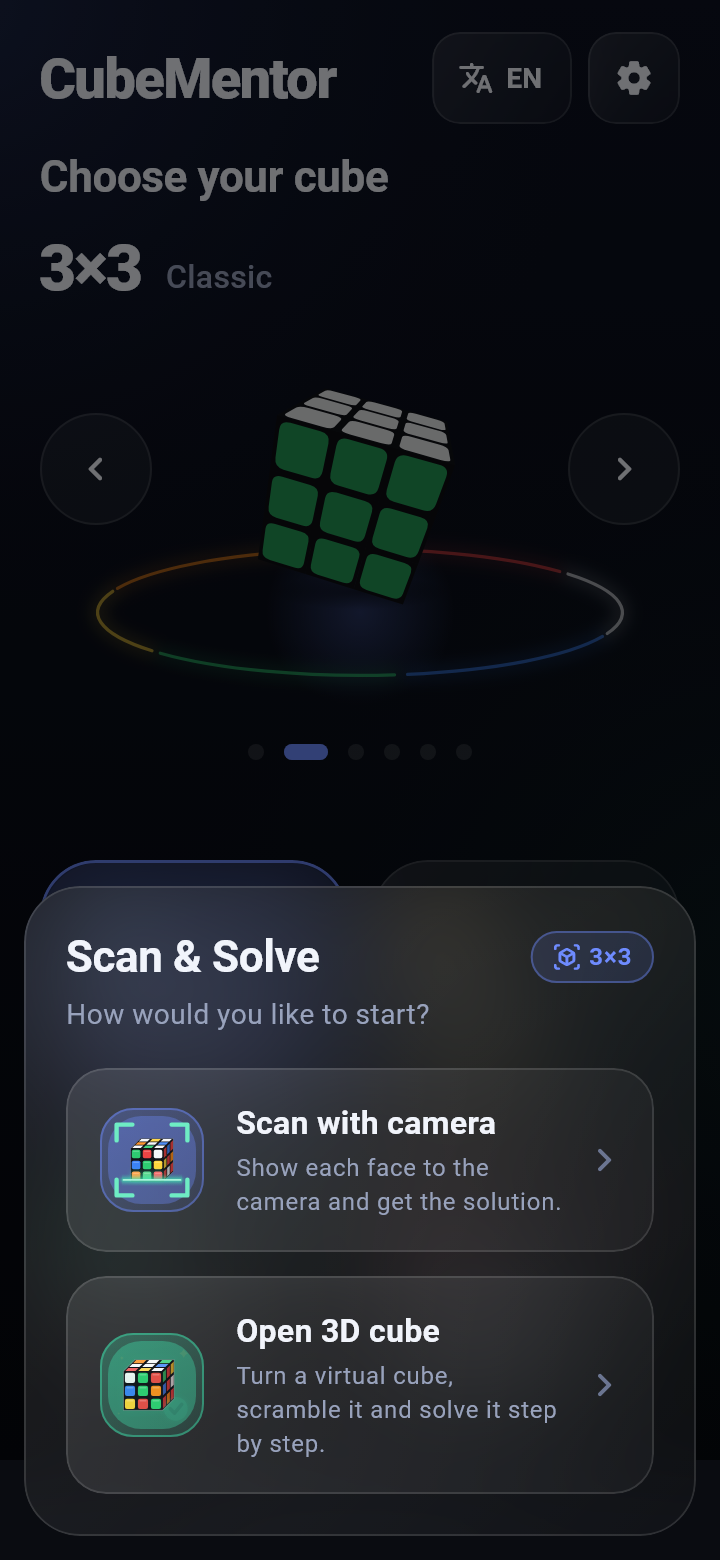 CubeMentor
EN
Choose your cube
3×3 Classic
Scan & Solve
3×3
How would you like to start?
Scan with camera
Show each face to the
camera and get the solution.
Open 3D cube
Turn a virtual cube,
scramble it and solve it step
by step.